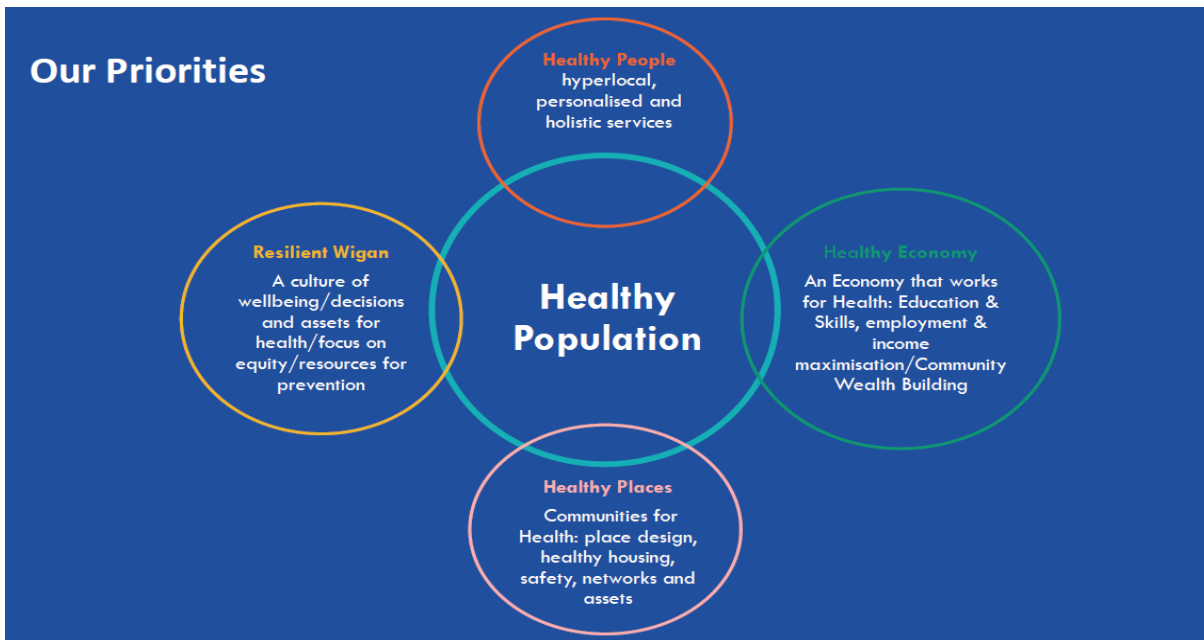 Our Priorities
Healthy People
hyperlocal,
personalised and
holistic services
Resilient Wigan
A culture of
wellbeing/decisions
and assets for
health/focus on
equity/resources for
prevention
Healthy
Population
Healthy Economy
An Economy that works
for Health: Education &
Skills, employment &
income
maximisation/Community
Wealth Building
Healthy Places
Communities for
Health: place design,
healthy housing,
safety, networks and
assets